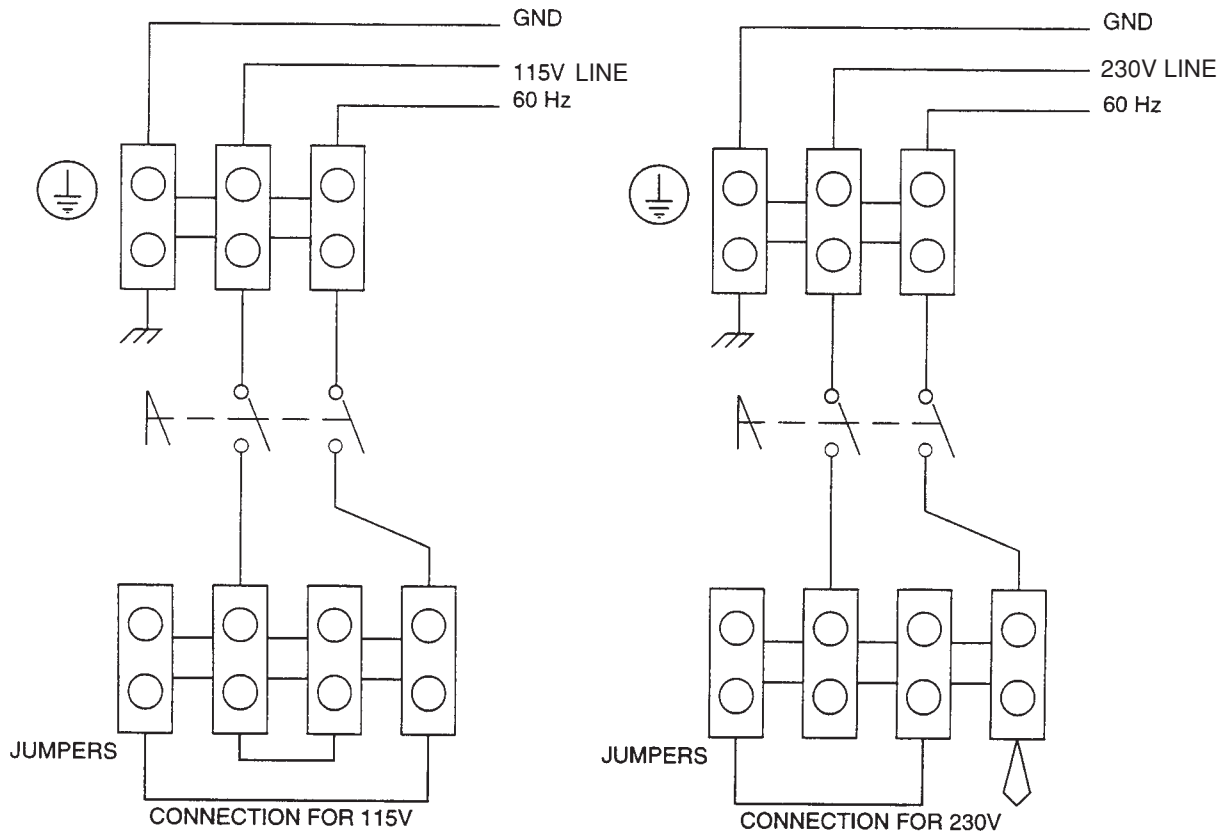 GND
115V LINE
60 Hz
JUMPERS
CONNECTION FOR 115V
GND
230V LINE
60 Hz
JUMPERS
CONNECTION FOR 230V